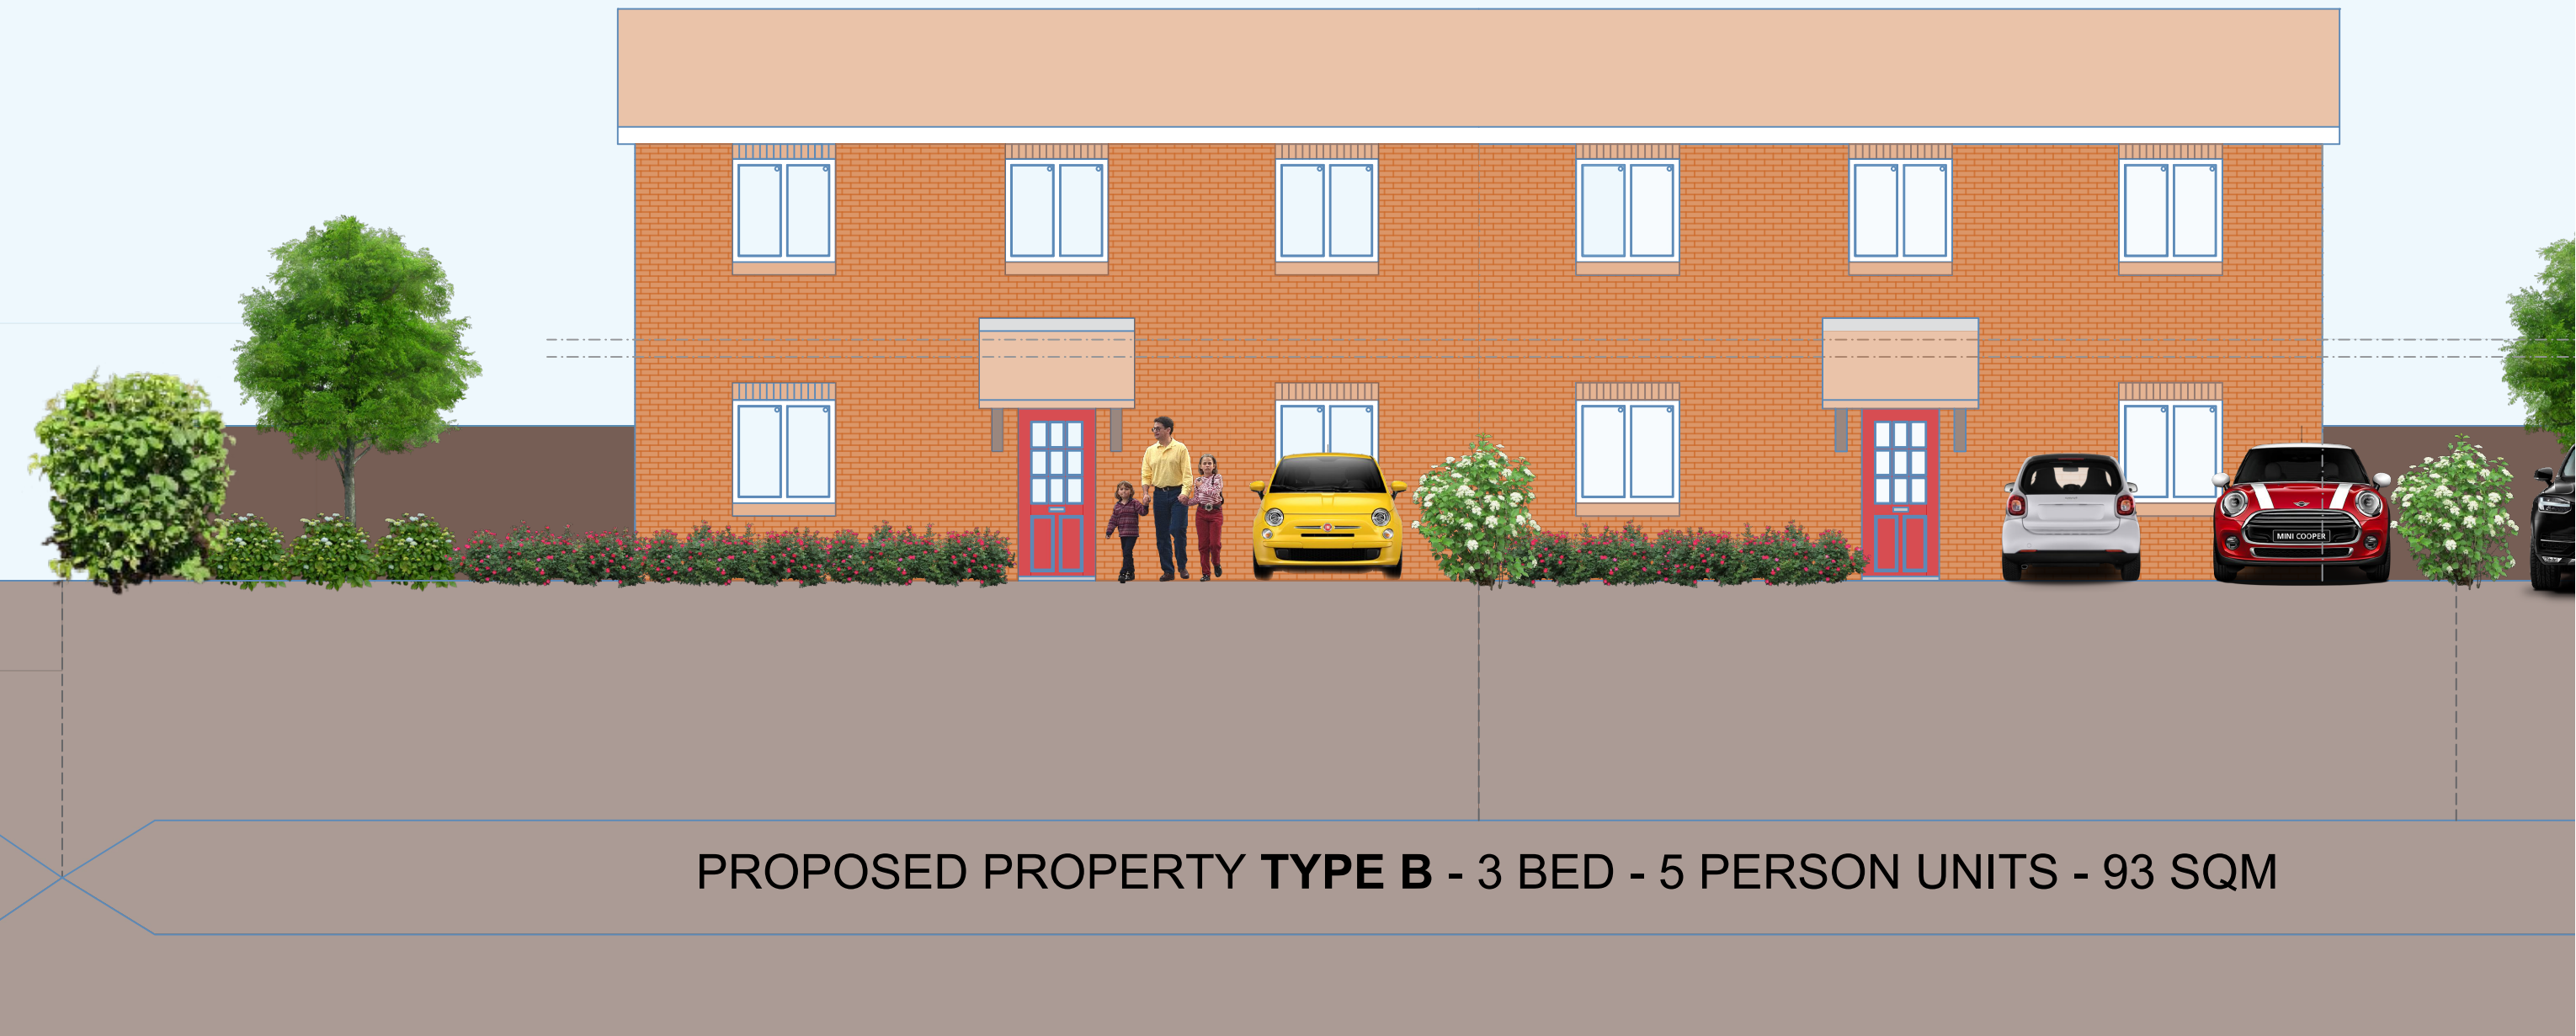 MINI COOPER
PROPOSED PROPERTY TYPE B - 3 BED - 5 PERSON UNITS - 93 SQM